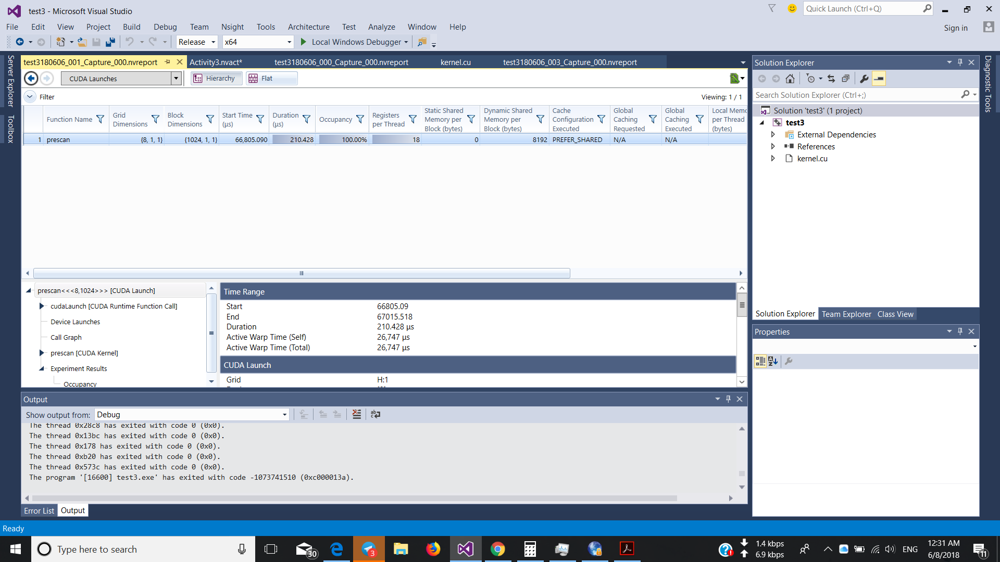 test3 - Microsoft Visual Studio
Quick Launch (Ctrl+Q)
File Edit View Project Build Debug Team Nsight Tools Architecture Test Analyze Window Help
Sign in
Release x64 Local Windows Debugger
Server Explorer
Toolbox
test3180606_001_Capture_000.nvreport Activity3.nvact* test3180606_000_Capture_000.nvreport kernel.cu test3180606_003_Capture_000.nvreport
CUDA Launches Hierarchy Flat
Filter Viewing: 1 / 1
Function Name
Grid Dimensions
Block Dimensions
Start Time (µs)
Duration (µs)
Occupancy
Registers per Thread
Static Shared Memory per Block (bytes)
Dynamic Shared Memory per Block (bytes)
Cache Configuration Executed
Global Caching Requested
Global Caching Executed
Local Memo per Thread (bytes)
1 prescan {8, 1, 1} {1024, 1, 1} 66,805.090 210.428 100.00% 18 0 8192 PREFER_SHARED N/A N/A
prescan<<<8,1024>>> [CUDA Launch]
cudaLaunch [CUDA Runtime Function Call]
Device Launches
Call Graph
prescan [CUDA Kernel]
Experiment Results
Occupancy
Time Range
Start 66805.09
End 67015.518
Duration 210.428 µs
Active Warp Time (Self) 26,747 µs
Active Warp Time (Total) 26,747 µs
CUDA Launch
Grid H:1
Output
Show output from: Debug
The thread 0x28c8 has exited with code 0 (0x0).
The thread 0x13bc has exited with code 0 (0x0).
The thread 0x178 has exited with code 0 (0x0).
The thread 0xb20 has exited with code 0 (0x0).
The thread 0x573c has exited with code 0 (0x0).
The program '[16600] test3.exe' has exited with code -1073741510 (0xc000013a).
Error List Output
Solution Explorer
Search Solution Explorer (Ctrl+;)
Solution 'test3' (1 project)
test3
External Dependencies
References
kernel.cu
Solution Explorer Team Explorer Class View
Properties
Diagnostic Tools
Ready
Type here to search
30
3
1.4 kbps
6.9 kbps
ENG
12:31 AM
6/8/2018
11